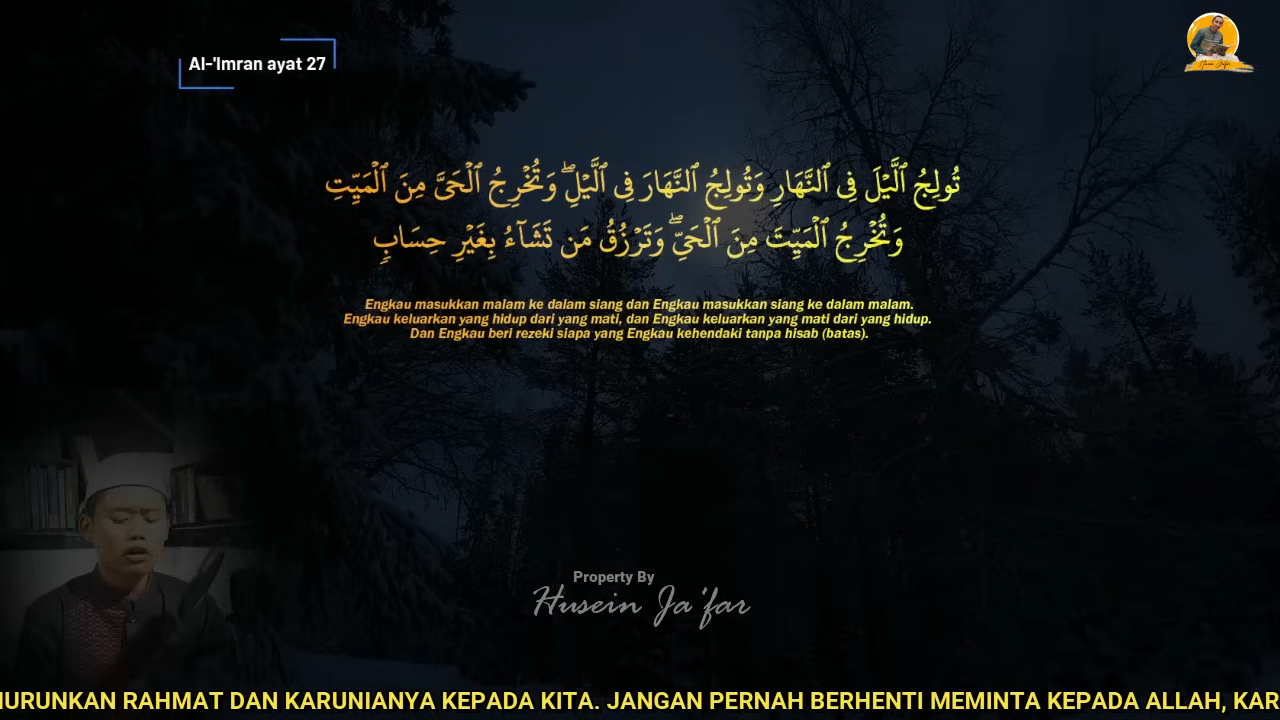 Al-'Imran ayat 27
تُولِجُ ٱلَّيْلَ فِى ٱلنَّهَارِ وَتُولِجُ ٱلنَّهَارَ فِى ٱلَّيْلِ ۖ وَتُخْرِجُ ٱلْحَىَّ مِنَ ٱلْمَيِّتِ
وَتُخْرِجُ ٱلْمَيِّتَ مِنَ ٱلْحَىِّ ۖ وَتَرْزُقُ مَن تَشَآءُ بِغَيْرِ حِسَابٍ
Engkau masukkan malam ke dalam siang dan Engkau masukkan siang ke dalam malam.
Engkau keluarkan yang hidup dari yang mati, dan Engkau keluarkan yang mati dari yang hidup.
Dan Engkau beri rezeki siapa yang Engkau kehendaki tanpa hisab (batas).
Property By
Husein Ja'far
RAHMAT DAN KARUNIANYA KEPADA KITA. JANGAN PERNAH BERHENTI MEMINTA KEPADA ALLAH,